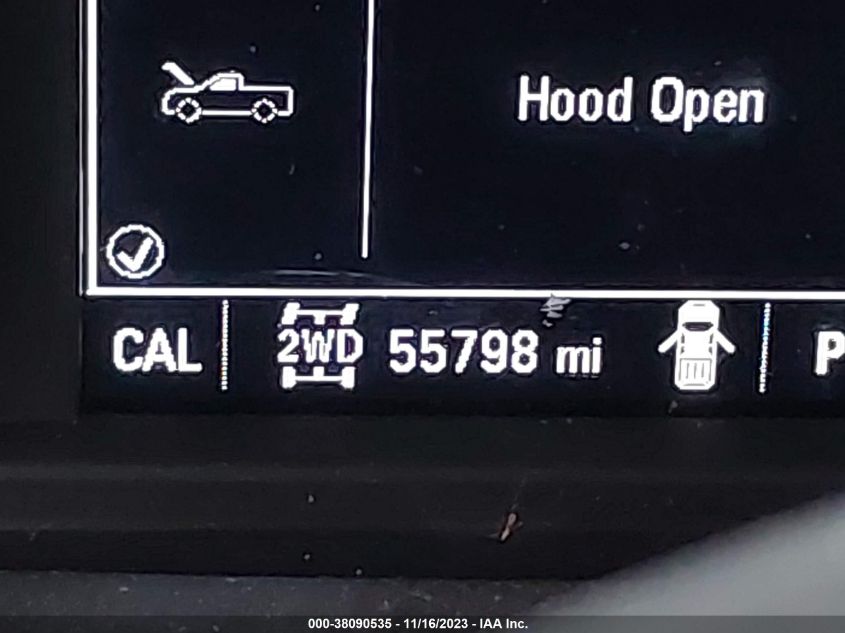 Hood Open
CAL 2WD 55798 mi P
000-38090535 - 11/16/2023 - IAA Inc.